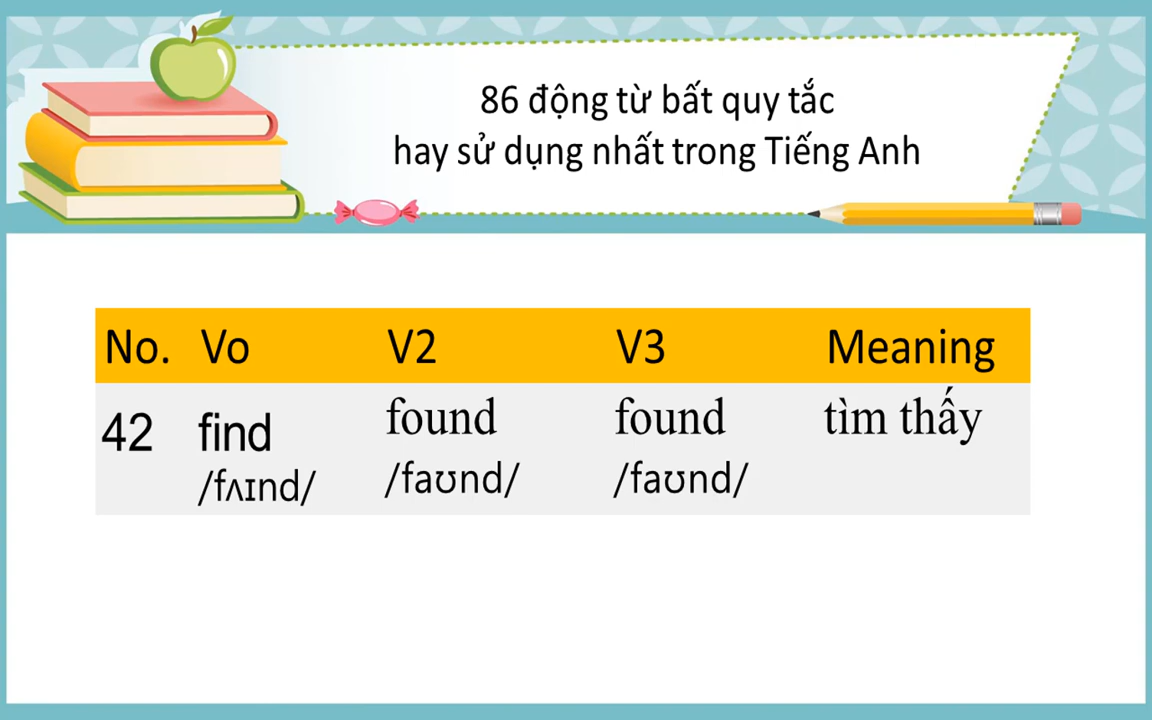 86 động từ bất quy tắc
hay sử dụng nhất trong Tiếng Anh
No. Vo V2 V3 Meaning
42 find found found tìm thấy
/fʌɪnd/ /faʊnd/ /faʊnd/